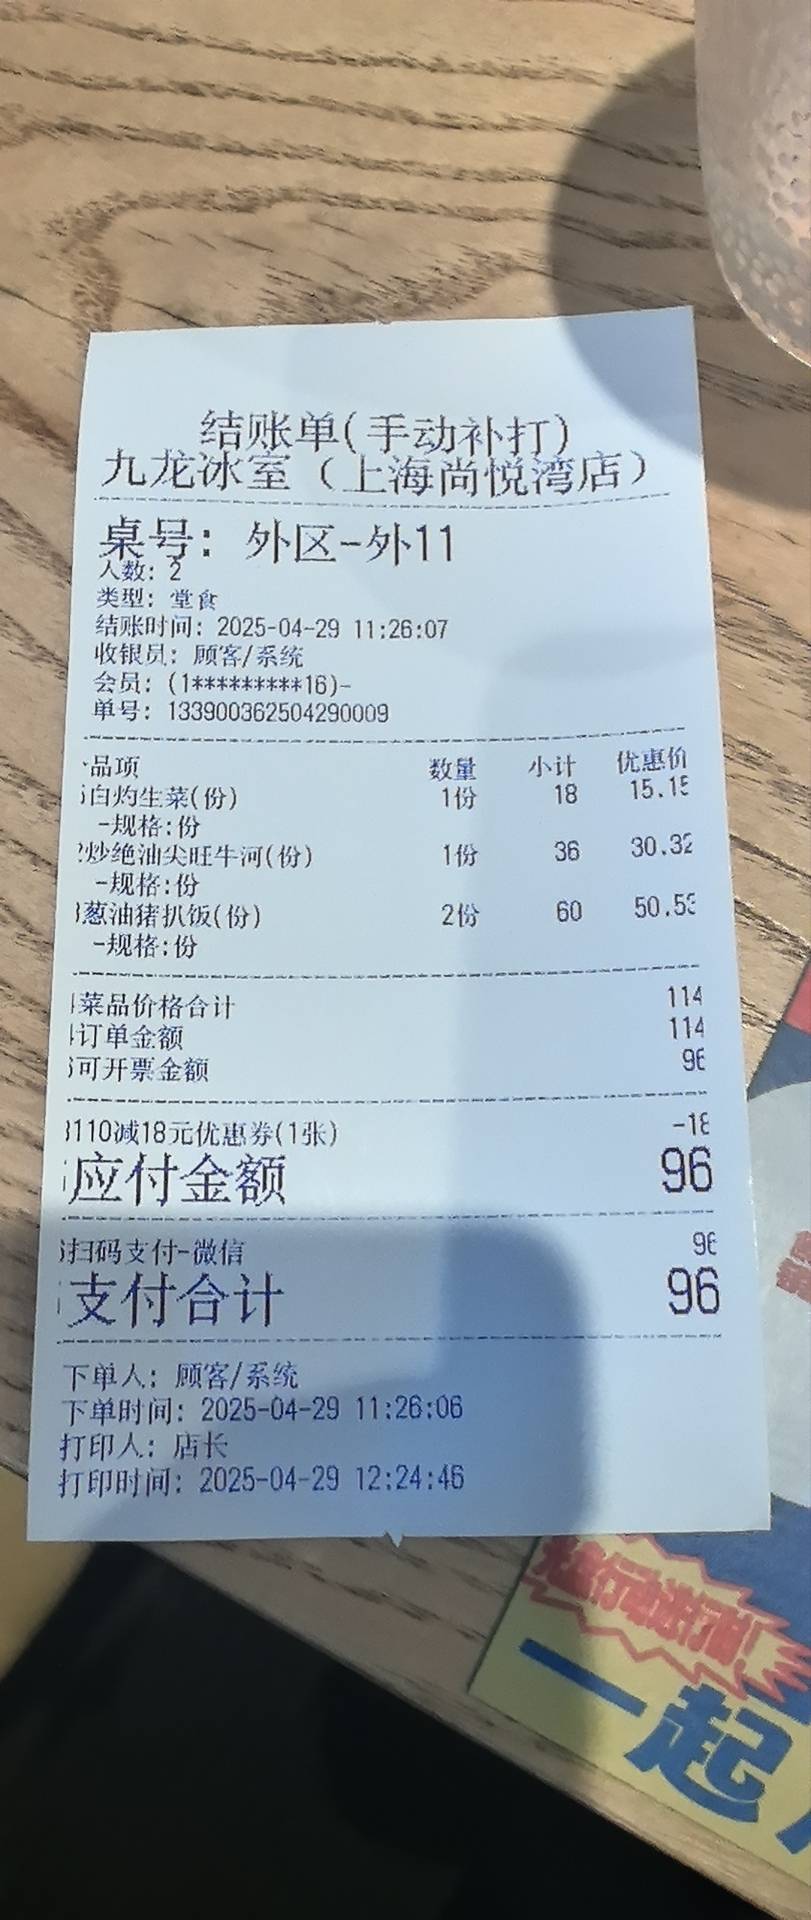 结账单(手动补打)
九龙冰室（上海尚悦湾店）
桌号: 外区-外11
人数: 2
类型: 堂食
结账时间: 2025-04-29 11:26:07
收银员: 顾客/系统
会员: (1*********16)-
单号: 133900362504290009
品项 数量 小计 优惠价
白灼生菜(份) 1份 18 15.15
-规格:份
炒绝油尖旺牛河(份) 1份 36 30.32
-规格:份
葱油猪扒饭(份) 2份 60 50.53
-规格:份
菜品价格合计 114
订单金额 114
可开票金额 96
110减18元优惠券(1张) -18
应付金额 96
扫码支付-微信 96
支付合计 96
下单人: 顾客/系统
下单时间: 2025-04-29 11:26:06
打印人: 店长
打印时间: 2025-04-29 12:24:46
一起